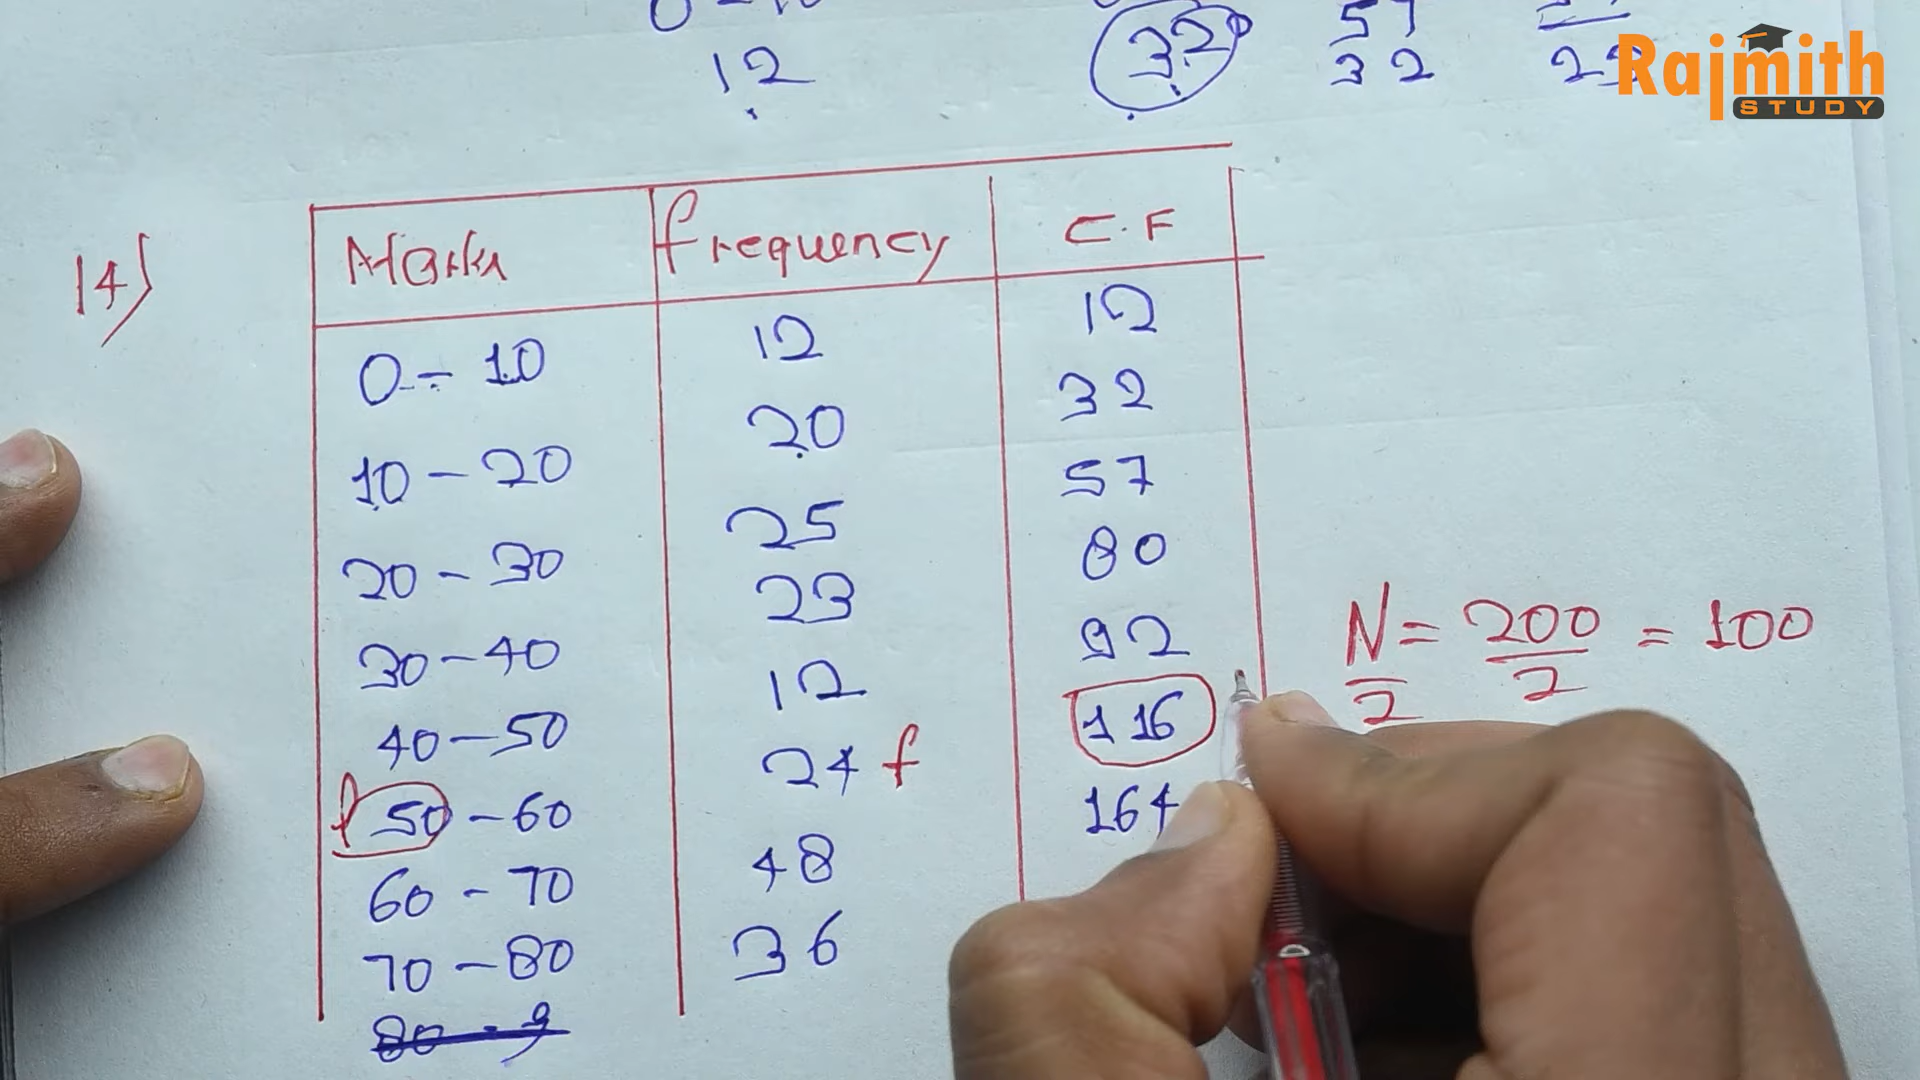 12 32 32
Rajmith
STUDY
14)
Marks frequency C.F
0 - 10 12 12
10 - 20 20 32
20 - 30 25 57
30 - 40 23 80
40 - 50 12 92
50 - 60 24 f 116
60 - 70 48 164
70 - 80 36
N/2 = 200/2 = 100